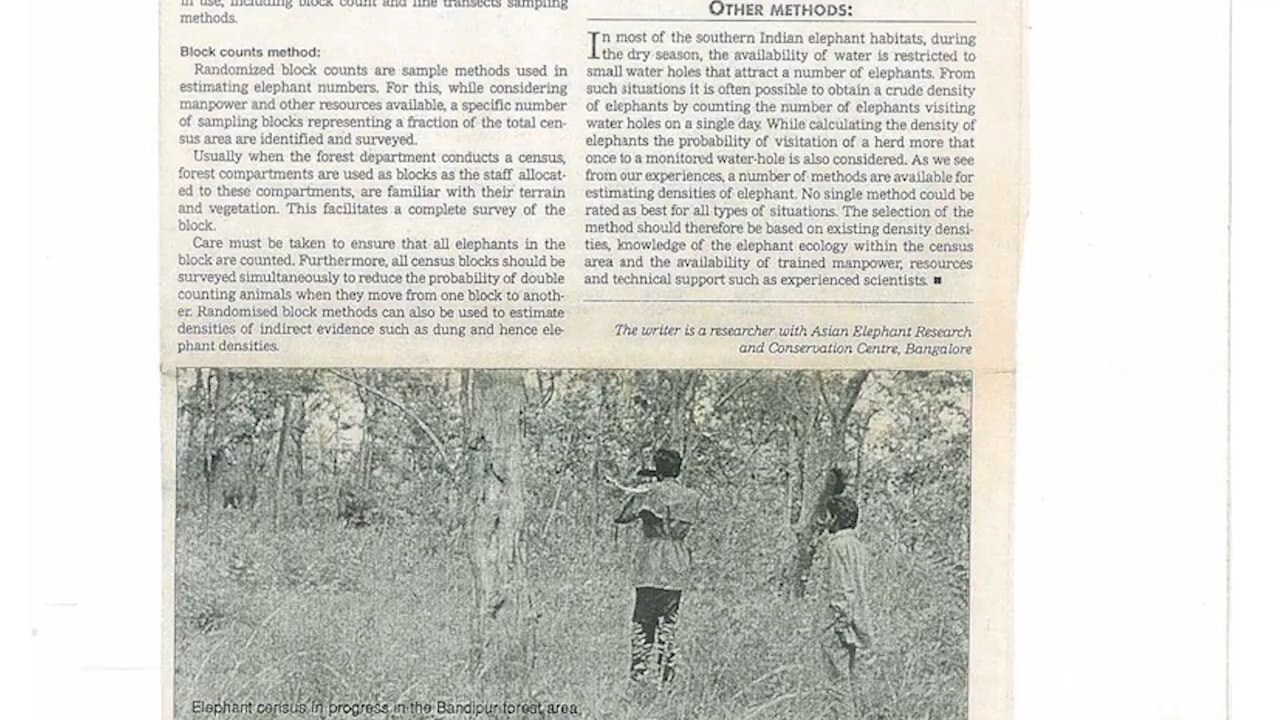 in use, including block count and line transects sampling
methods.
Block counts method:
Randomized block counts are sample methods used in
estimating elephant numbers. For this, while considering
manpower and other resources available, a specific number
of sampling blocks representing a fraction of the total cen-
sus area are identified and surveyed.
Usually when the forest department conducts a census,
forest compartments are used as blocks as the staff allocat-
ed to these compartments, are familiar with their terrain
and vegetation. This facilitates a complete survey of the
block.
Care must be taken to ensure that all elephants in the
block are counted. Furthermore, all census blocks should be
surveyed simultaneously to reduce the probability of double
counting animals when they move from one block to anoth-
er. Randomised block methods can also be used to estimate
densities of indirect evidence such as dung and hence ele-
phant densities.
OTHER METHODS:
In most of the southern Indian elephant habitats, during
the dry season, the availability of water is restricted to
small water holes that attract a number of elephants. From
such situations it is often possible to obtain a crude density
of elephants by counting the number of elephants visiting
water holes on a single day. While calculating the density of
elephants the probability of visitation of a herd more that
once to a monitored water-hole is also considered. As we see
from our experiences, a number of methods are available for
estimating densities of elephant. No single method could be
rated as best for all types of situations. The selection of the
method should therefore be based on existing density densi-
ties, knowledge of the elephant ecology within the census
area and the availability of trained manpower, resources
and technical support such as experienced scientists. ■
The writer is a researcher with Asian Elephant Research
and Conservation Centre, Bangalore
Elephant census in progress in the Bandipur forest area.